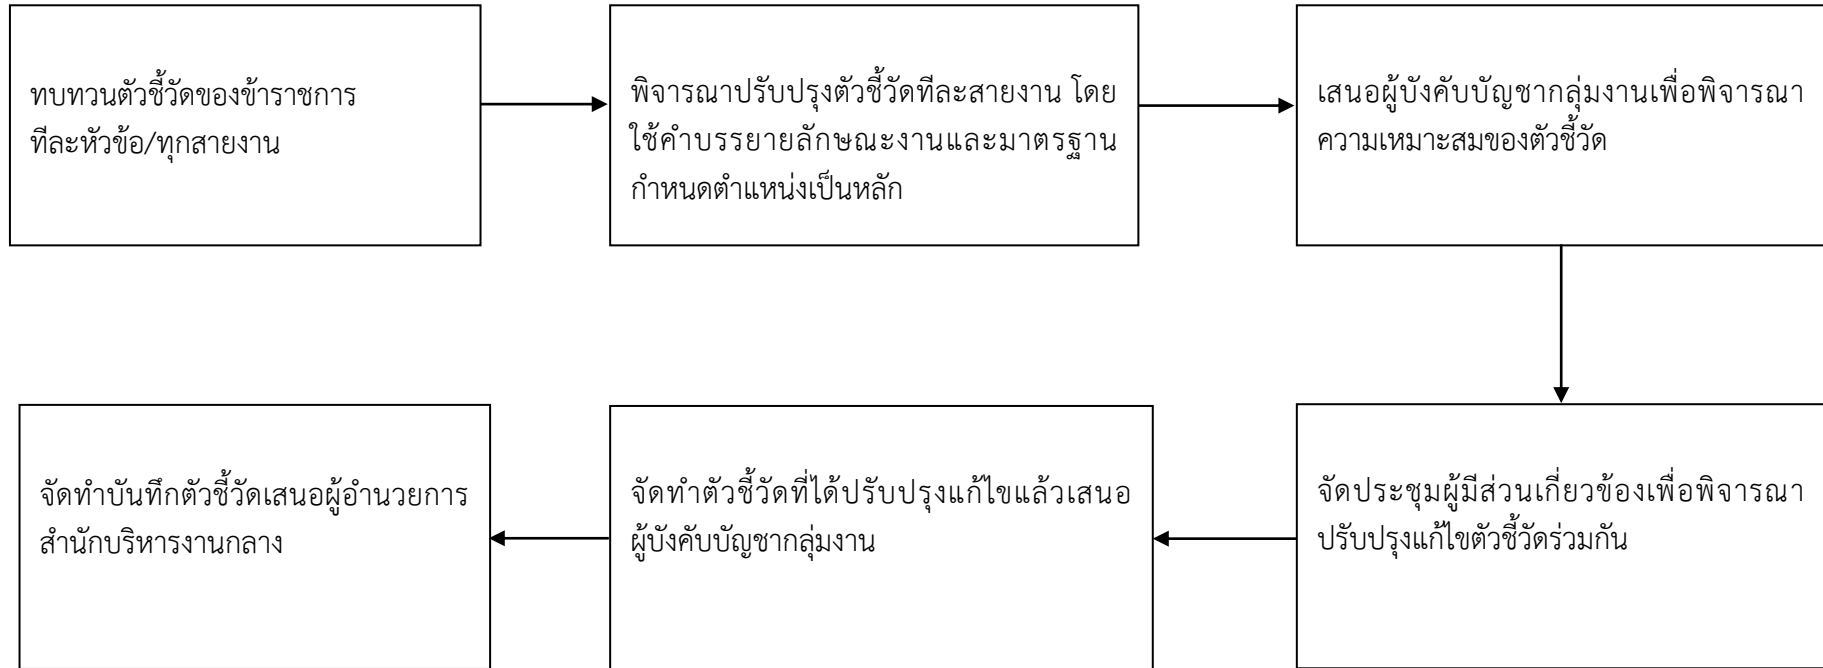 ทบทวนตัวชี้วัดของข้าราชการ
ทีละหัวข้อ/ทุกสายงาน
พิจารณาปรับปรุงตัวชี้วัดทีละสายงาน โดย
ใช้คำบรรยายลักษณะงานและมาตรฐาน
กำหนดตำแหน่งเป็นหลัก
เสนอผู้บังคับบัญชากลุ่มงานเพื่อพิจารณา
ความเหมาะสมของตัวชี้วัด
จัดประชุมผู้มีส่วนเกี่ยวข้องเพื่อพิจารณา
ปรับปรุงแก้ไขตัวชี้วัดร่วมกัน
จัดทำตัวชี้วัดที่ได้ปรับปรุงแก้ไขแล้วเสนอ
ผู้บังคับบัญชากลุ่มงาน
จัดทำบันทึกตัวชี้วัดเสนอผู้อำนวยการ
สำนักบริหารงานกลาง